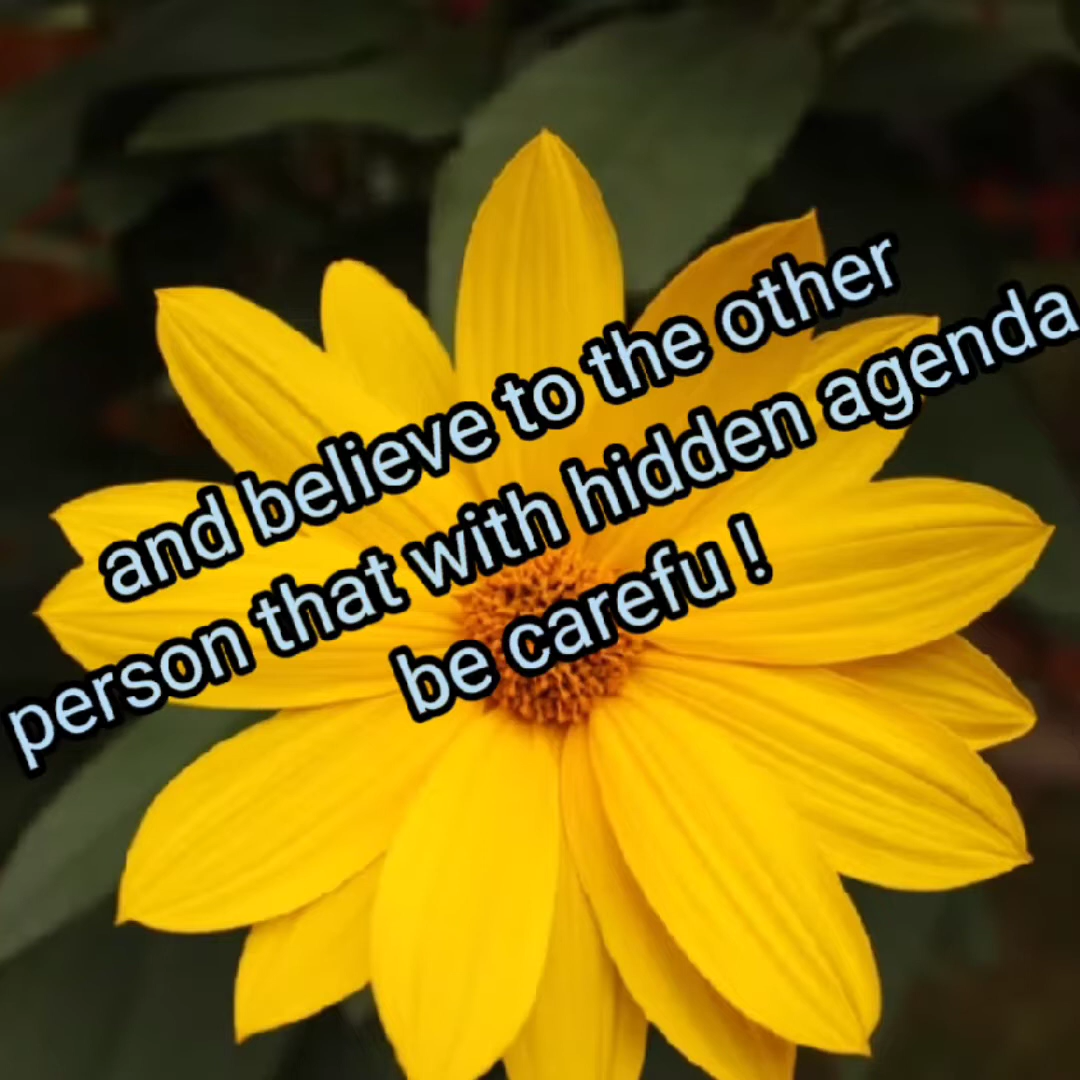 and believe to the other
person that with hidden agenda
be carefu !